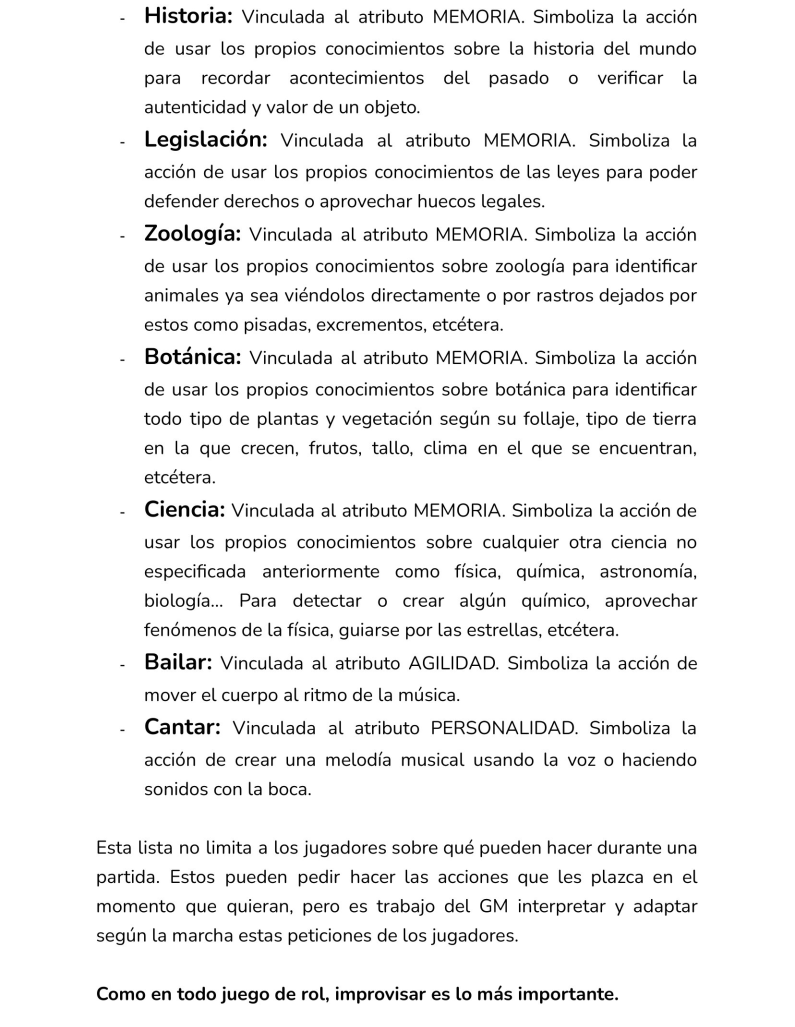 - Historia: Vinculada al atributo MEMORIA. Simboliza la acción
de usar los propios conocimientos sobre la historia del mundo
para recordar acontecimientos del pasado o verificar la
autenticidad y valor de un objeto.
- Legislación: Vinculada al atributo MEMORIA. Simboliza la
acción de usar los propios conocimientos de las leyes para poder
defender derechos o aprovechar huecos legales.
- Zoología: Vinculada al atributo MEMORIA. Simboliza la acción
de usar los propios conocimientos sobre zoología para identificar
animales ya sea viéndolos directamente o por rastros dejados por
estos como pisadas, excrementos, etcétera.
- Botánica: Vinculada al atributo MEMORIA. Simboliza la acción
de usar los propios conocimientos sobre botánica para identificar
todo tipo de plantas y vegetación según su follaje, tipo de tierra
en la que crecen, frutos, tallo, clima en el que se encuentran,
etcétera.
- Ciencia: Vinculada al atributo MEMORIA. Simboliza la acción de
usar los propios conocimientos sobre cualquier otra ciencia no
especificada anteriormente como física, química, astronomía,
biología... Para detectar o crear algún químico, aprovechar
fenómenos de la física, guiarse por las estrellas, etcétera.
- Bailar: Vinculada al atributo AGILIDAD. Simboliza la acción de
mover el cuerpo al ritmo de la música.
- Cantar: Vinculada al atributo PERSONALIDAD. Simboliza la
acción de crear una melodía musical usando la voz o haciendo
sonidos con la boca.
Esta lista no limita a los jugadores sobre qué pueden hacer durante una
partida. Estos pueden pedir hacer las acciones que les plazca en el
momento que quieran, pero es trabajo del GM interpretar y adaptar
según la marcha estas peticiones de los jugadores.
Como en todo juego de rol, improvisar es lo más importante.